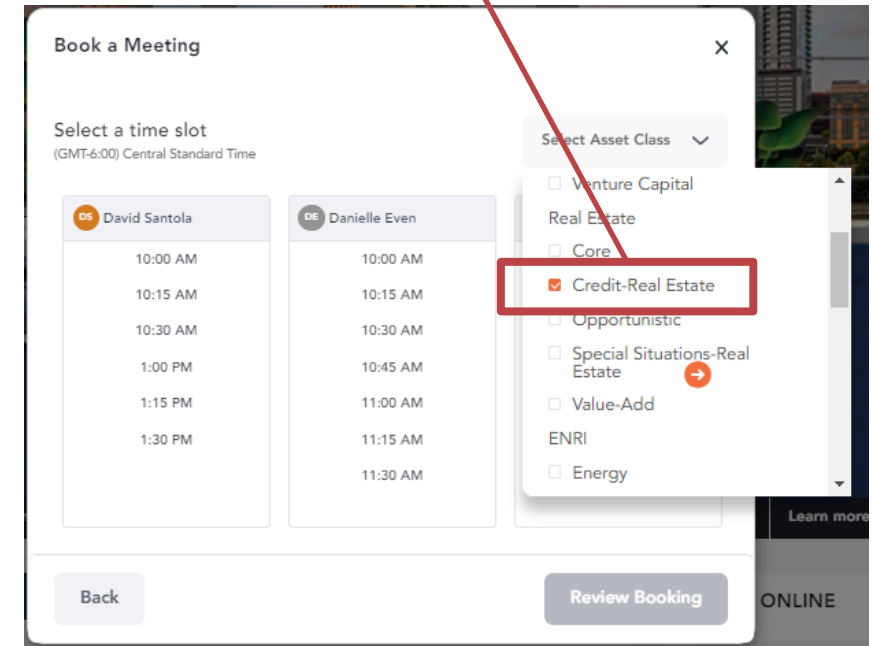 Book a Meeting
×
Select a time slot
(GMT-6:00) Central Standard Time
Select Asset Class
Venture Capital
Real Estate
Core
Credit-Real Estate
Opportunistic
Special Situations-Real
Estate
Value-Add
ENRI
Energy
DS David Santola
10:00 AM
10:15 AM
10:30 AM
1:00 PM
1:15 PM
1:30 PM
DE Danielle Even
10:00 AM
10:15 AM
10:30 AM
10:45 AM
11:00 AM
11:15 AM
11:30 AM
Back
Review Booking
Learn more
ONLINE